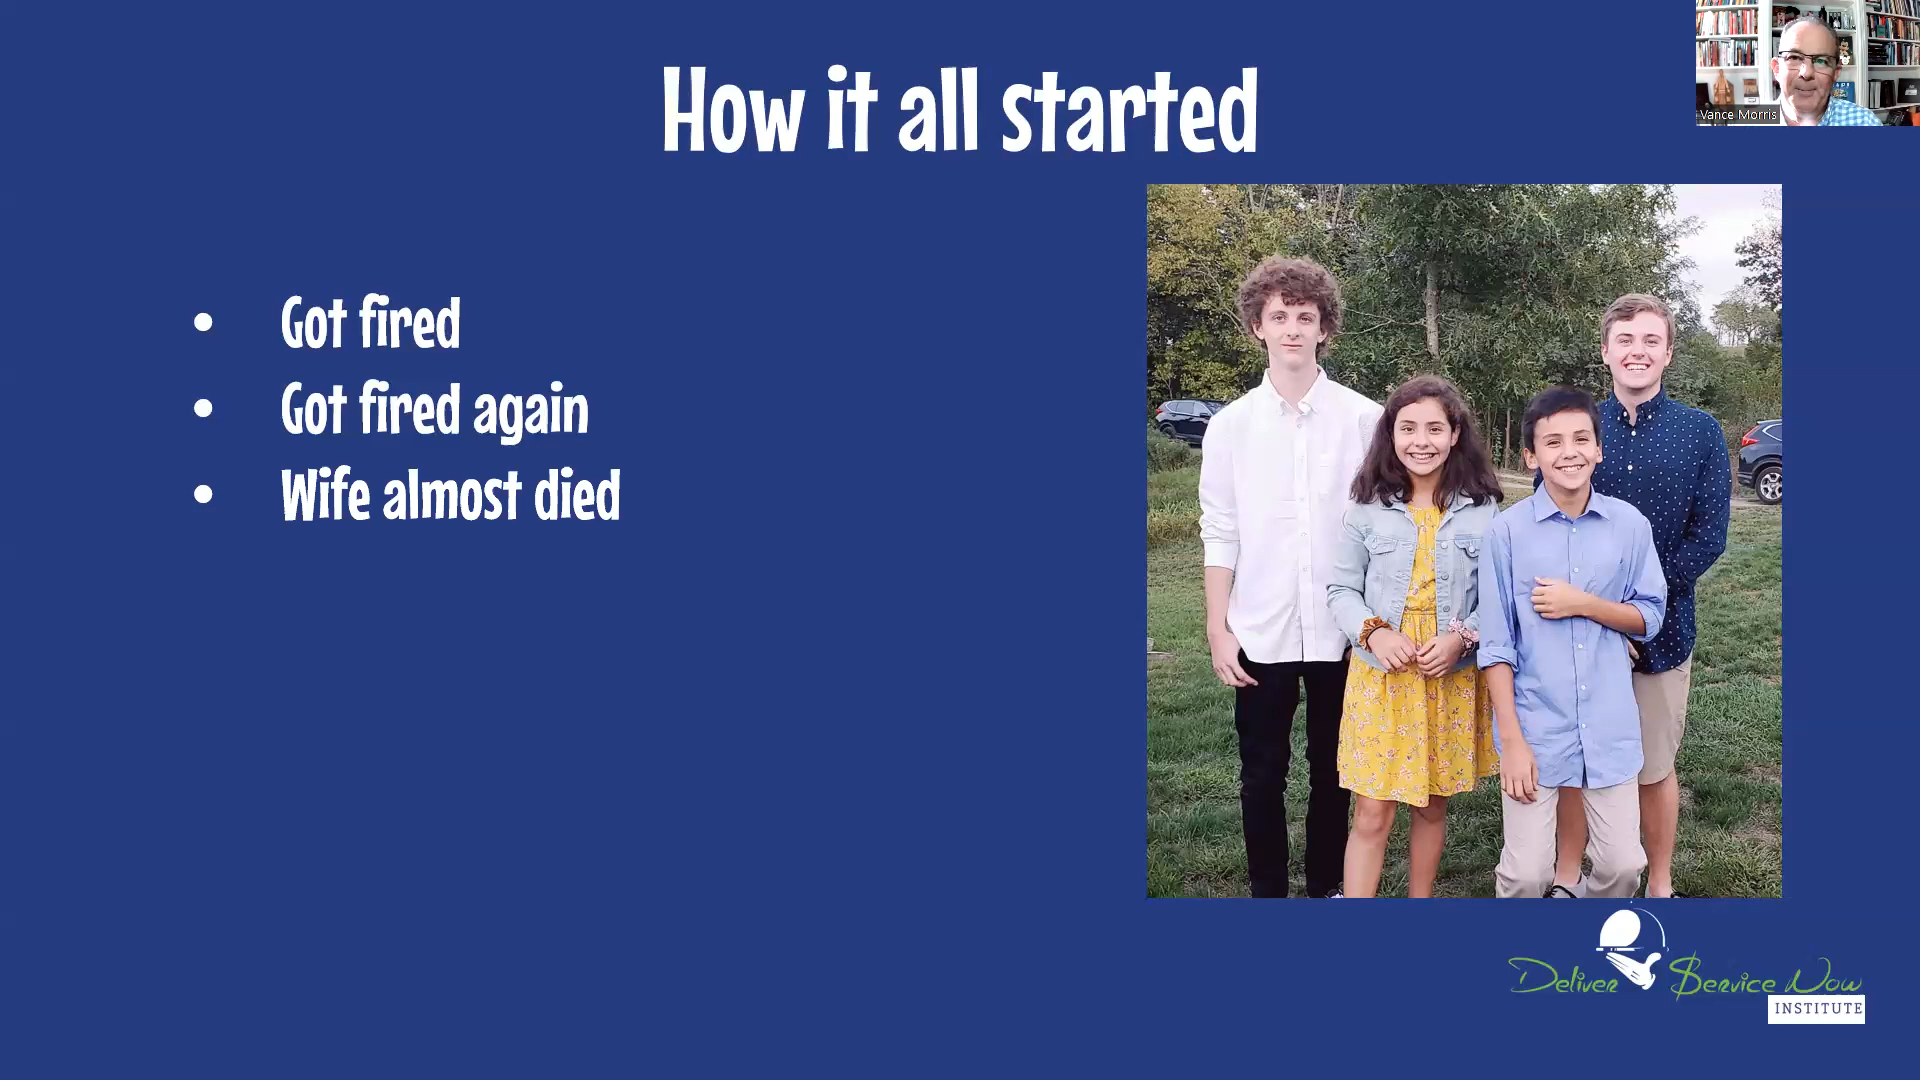 How it all started
Vance Morris
• Got fired
• Got fired again
• Wife almost died
Deliver Service Now
INSTITUTE